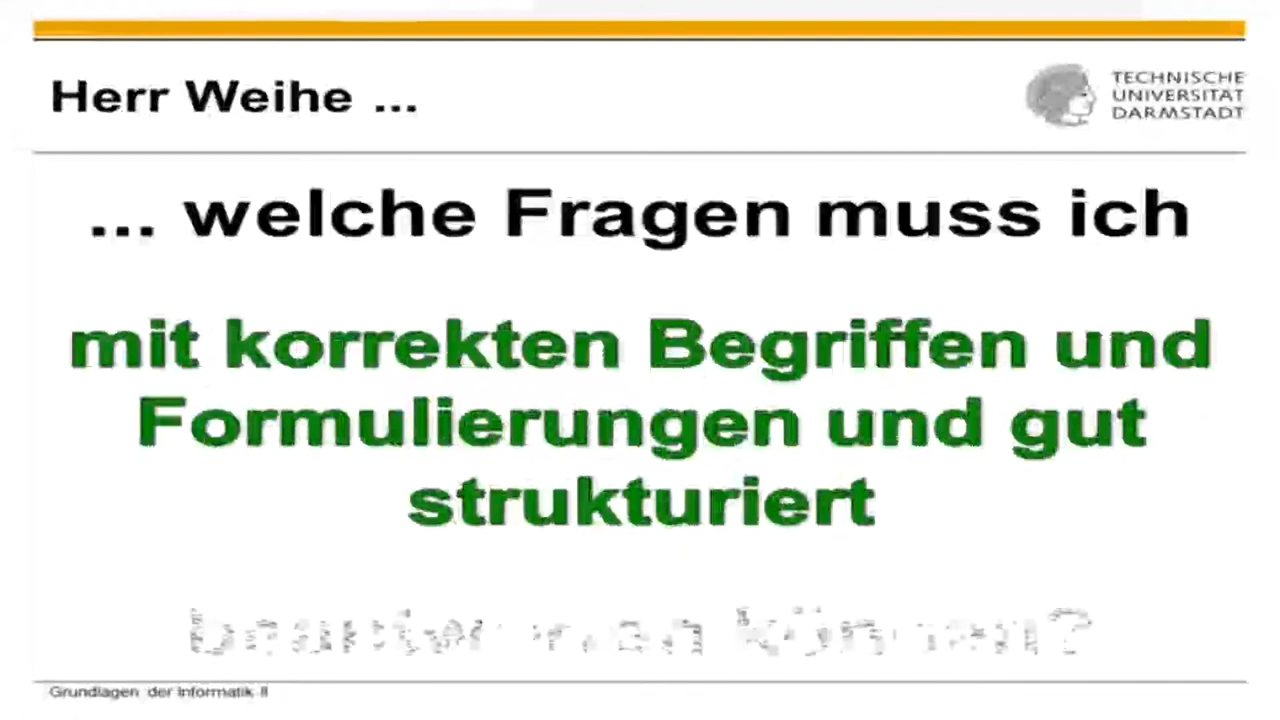 Herr Weihe ...
TECHNISCHE
UNIVERSITÄT
DARMSTADT
... welche Fragen muss ich
mit korrekten Begriffen und
Formulierungen und gut
strukturiert
können?
Grundlagen der Informatik II